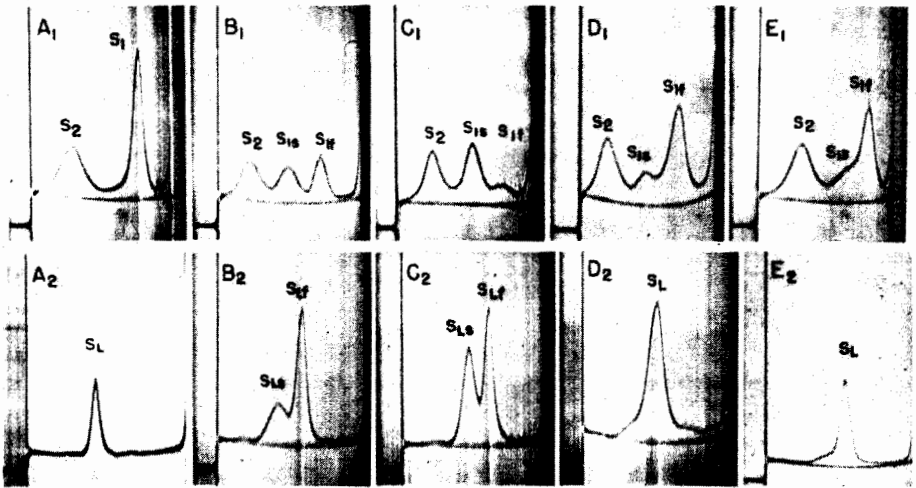 A₁ S₂ S₁
B₁ S₂ S₁s S₁f
C₁ S₂ S₁s S₁f
D₁ S₂ S₁s S₁f
E₁ S₂ S₁s S₁f
A₂ SL
B₂ SLs SLf
C₂ SLs SLf
D₂ SL
E₂ SL